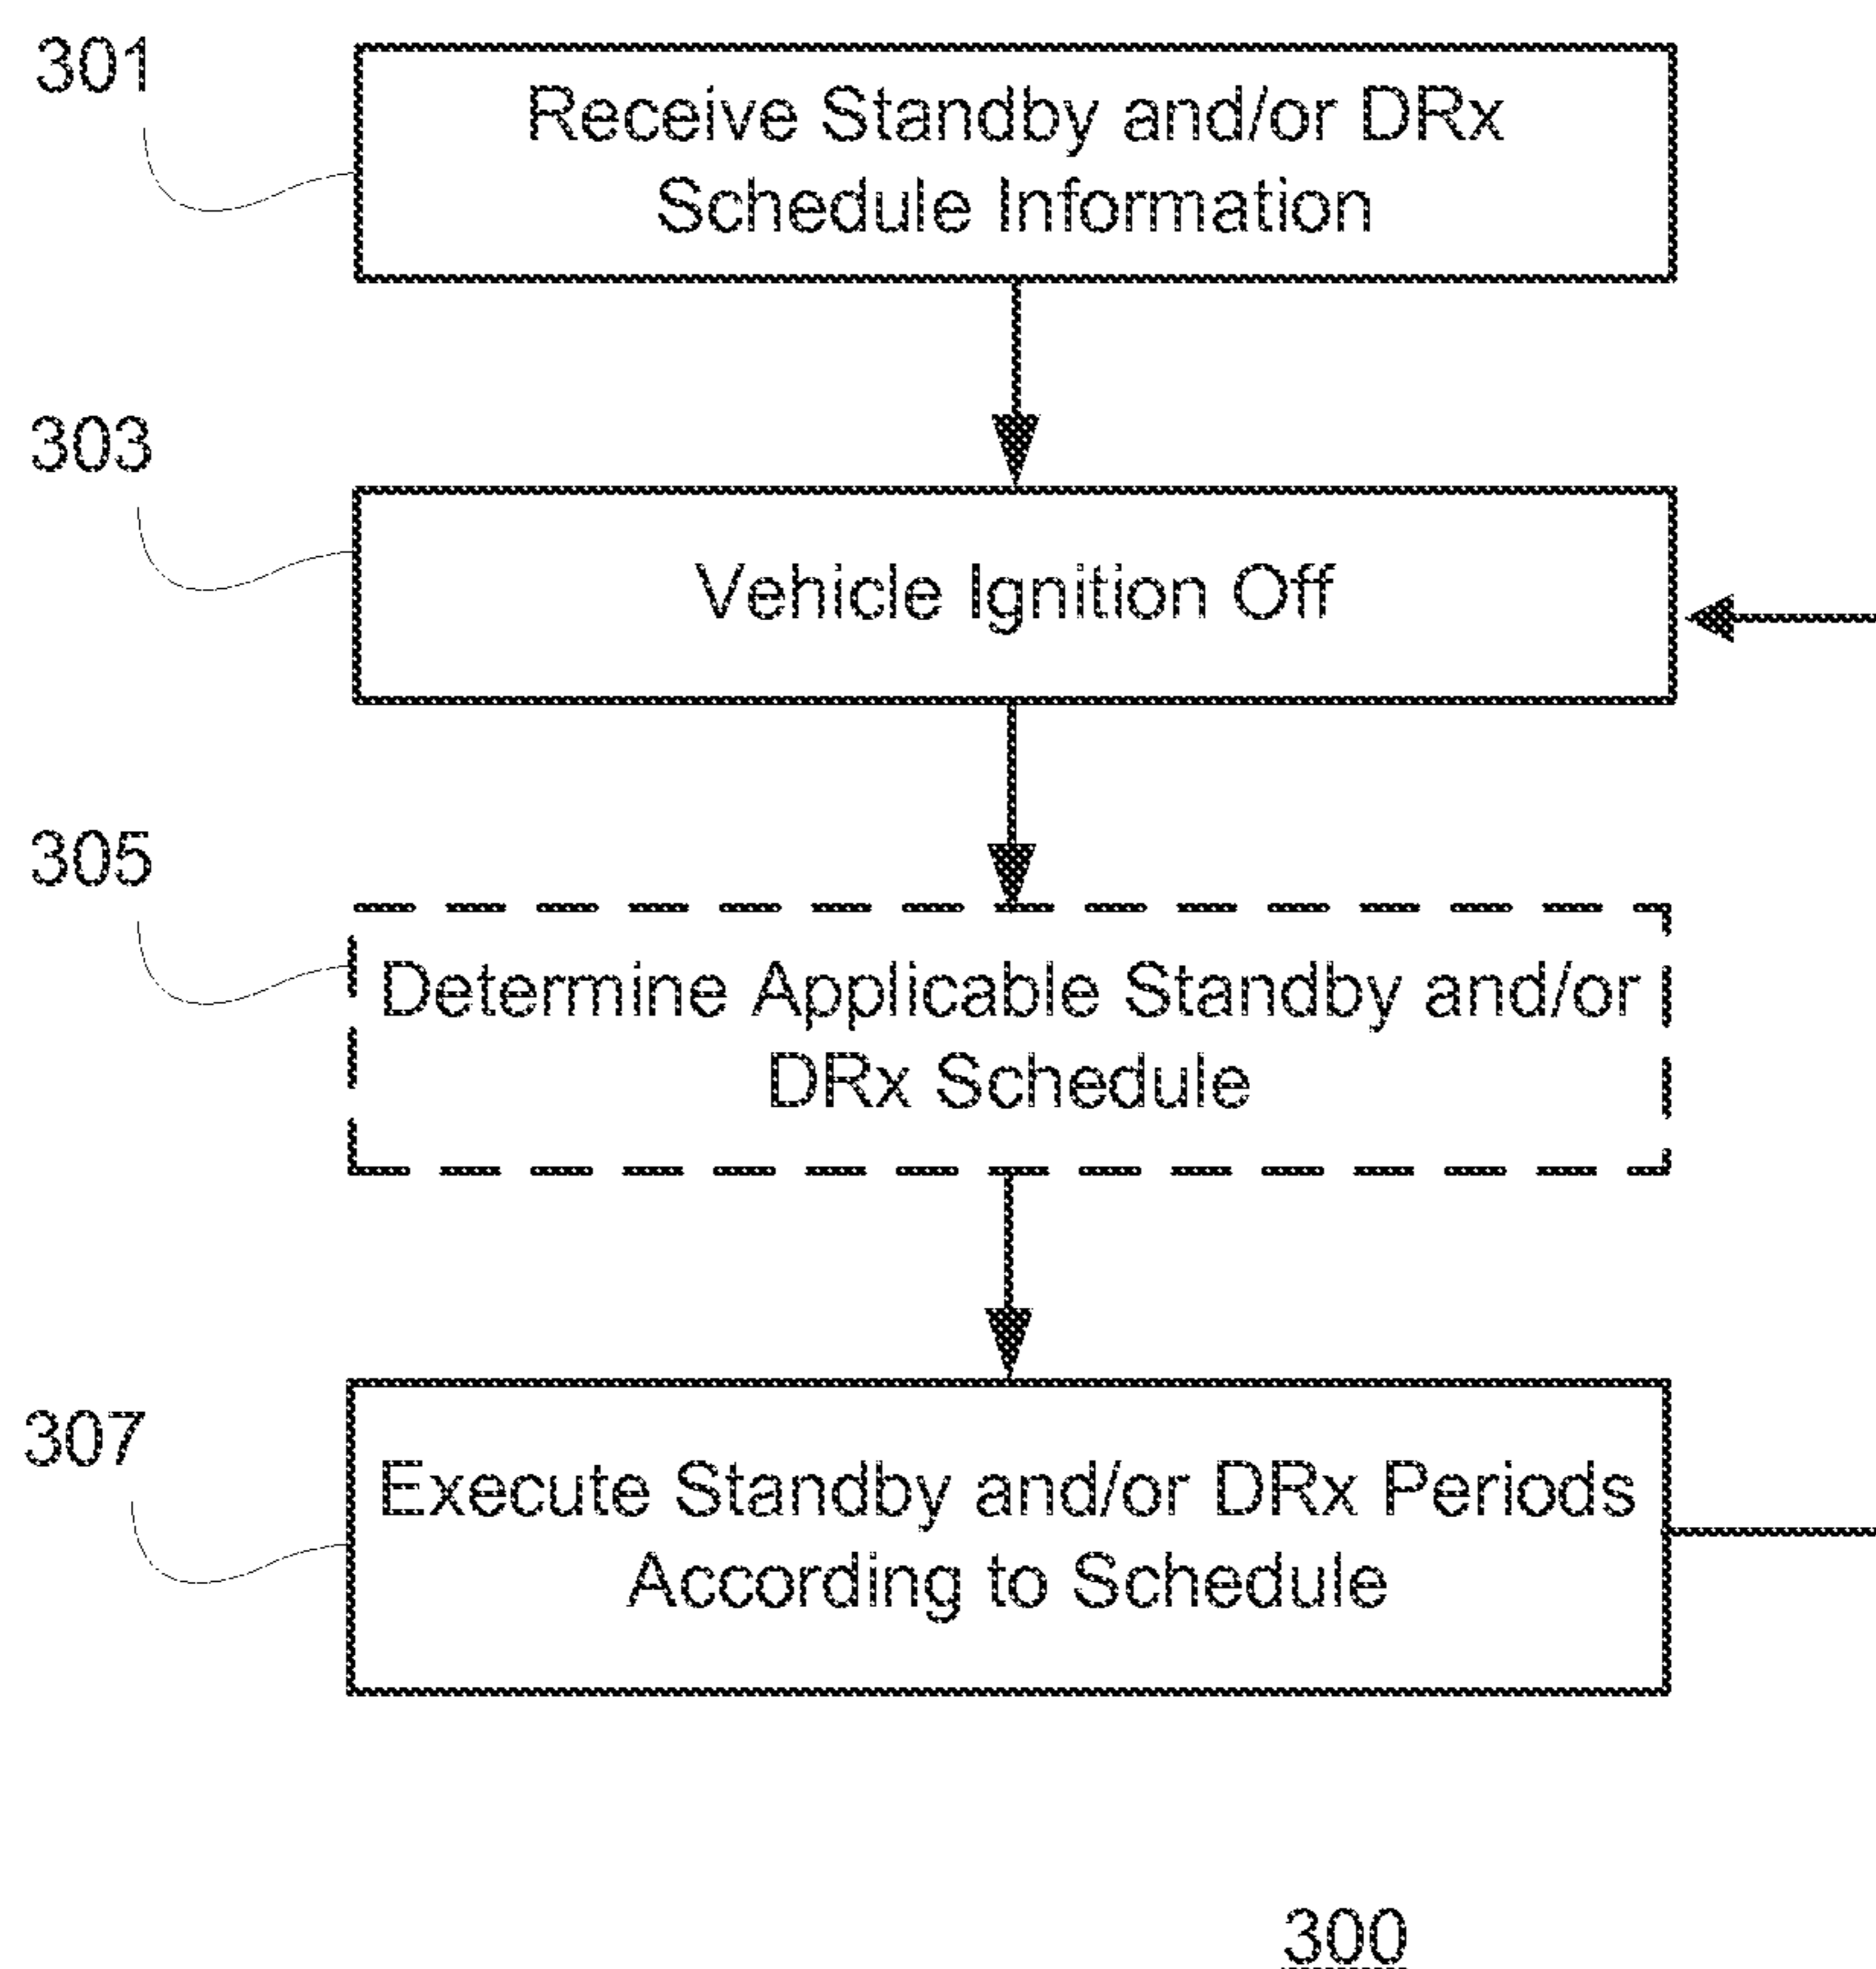 301
Receive Standby and/or DRx
Schedule Information
303
Vehicle Ignition Off
305
Determine Applicable Standby and/or
DRx Schedule
307
Execute Standby and/or DRx Periods
According to Schedule
300